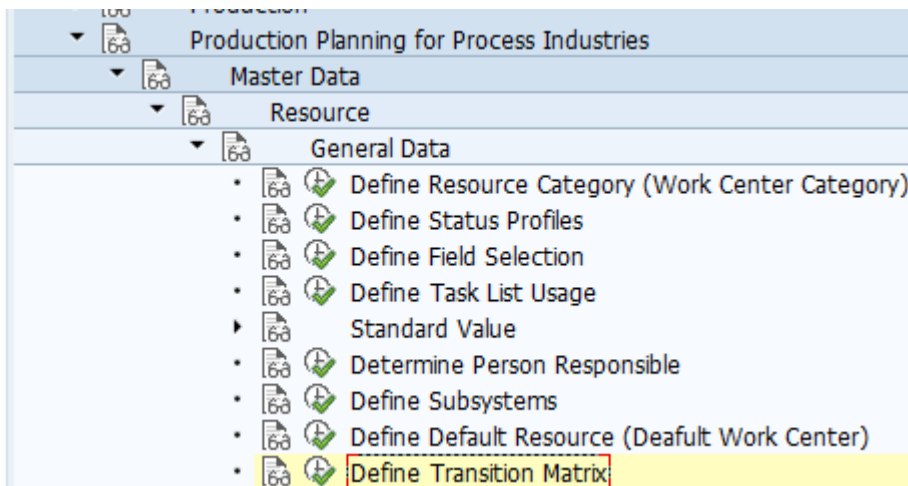 Production Planning for Process Industries
Master Data
Resource
General Data
Define Resource Category (Work Center Category)
Define Status Profiles
Define Field Selection
Define Task List Usage
Standard Value
Determine Person Responsible
Define Subsystems
Define Default Resource (Deafult Work Center)
Define Transition Matrix